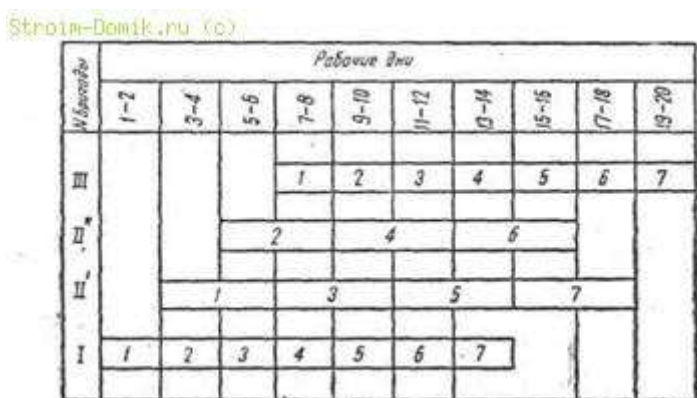 Stroim-Domik.ru (c)
N бригады
Рабочие дни
1-2 3-4 5-6 7-8 9-10 11-12 13-14 15-16 17-18 19-20
III 1 2 3 4 5 6 7
II" 2 4 6
II' 1 3 5 7
I 1 2 3 4 5 6 7